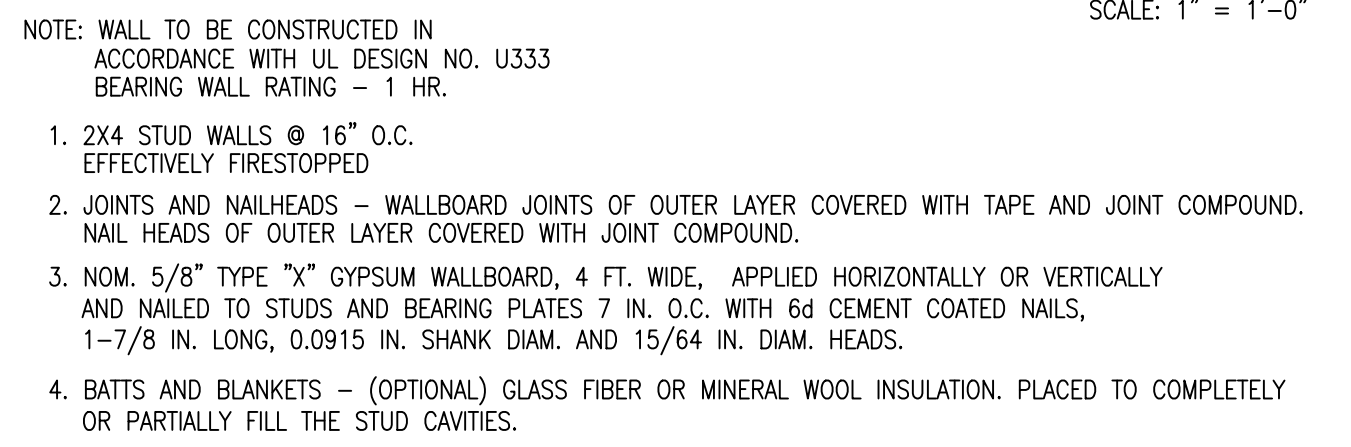 SCALE: 1" = 1'-0"
NOTE: WALL TO BE CONSTRUCTED IN
ACCORDANCE WITH UL DESIGN NO. U333
BEARING WALL RATING – 1 HR.
1. 2X4 STUD WALLS @ 16" O.C.
EFFECTIVELY FIRESTOPPED
2. JOINTS AND NAILHEADS – WALLBOARD JOINTS OF OUTER LAYER COVERED WITH TAPE AND JOINT COMPOUND.
NAIL HEADS OF OUTER LAYER COVERED WITH JOINT COMPOUND.
3. NOM. 5/8" TYPE "X" GYPSUM WALLBOARD, 4 FT. WIDE, APPLIED HORIZONTALLY OR VERTICALLY
AND NAILED TO STUDS AND BEARING PLATES 7 IN. O.C. WITH 6d CEMENT COATED NAILS,
1–7/8 IN. LONG, 0.0915 IN. SHANK DIAM. AND 15/64 IN. DIAM. HEADS.
4. BATTS AND BLANKETS – (OPTIONAL) GLASS FIBER OR MINERAL WOOL INSULATION. PLACED TO COMPLETELY
OR PARTIALLY FILL THE STUD CAVITIES.